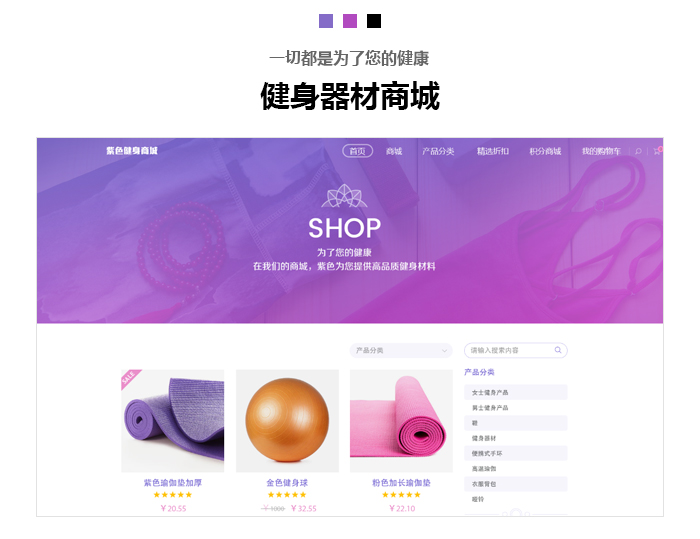 一切都是为了您的健康
健身器材商城
紫色健身商城
首页 商城 产品分类 精选折扣 积分商城 我的购物车
SHOP
为了您的健康
在我们的商城，紫色为您提供高品质健身材料
产品分类
请输入搜索内容
产品分类
女士健身产品
男士健身产品
鞋
健身器材
便携式手环
高温瑜伽
衣服背包
哑铃
SALE
紫色瑜伽垫加厚
￥20.55
金色健身球
￥1000 ￥32.55
粉色加长瑜伽垫
￥22.10